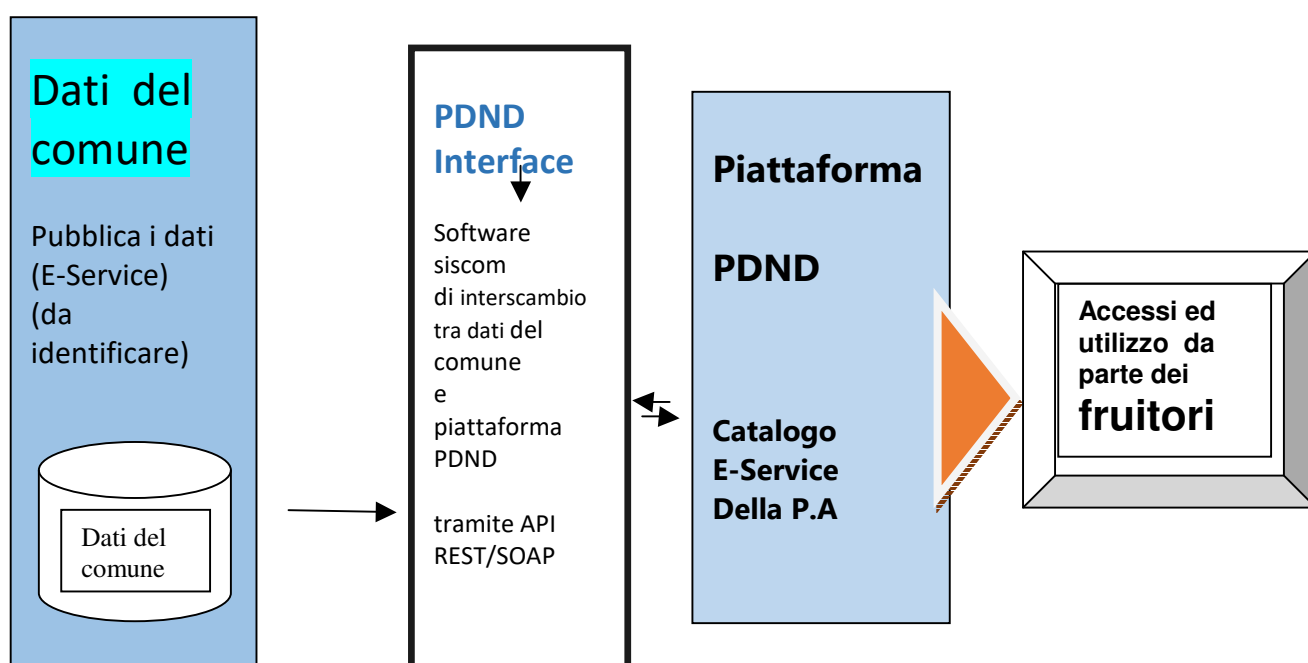 Dati del
comune
Pubblica i dati
(E-Service)
(da
identificare)
Dati del
comune
PDND
Interface
Software
siscom
di interscambio
tra dati del
comune
e
piattaforma
PDND
tramite API
REST/SOAP
Piattaforma
PDND
Catalogo
E-Service
Della P.A
Accessi ed
utilizzo da
parte dei
fruitori